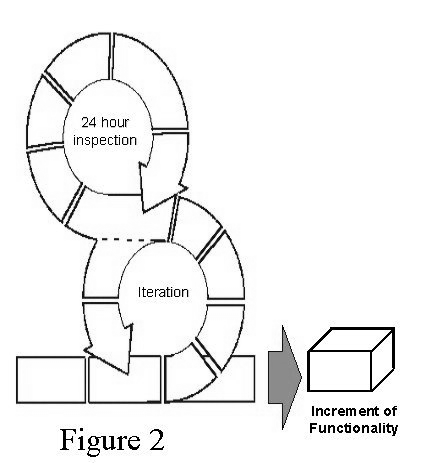 24 hour
inspection
Iteration
Increment of
Functionality
Figure 2